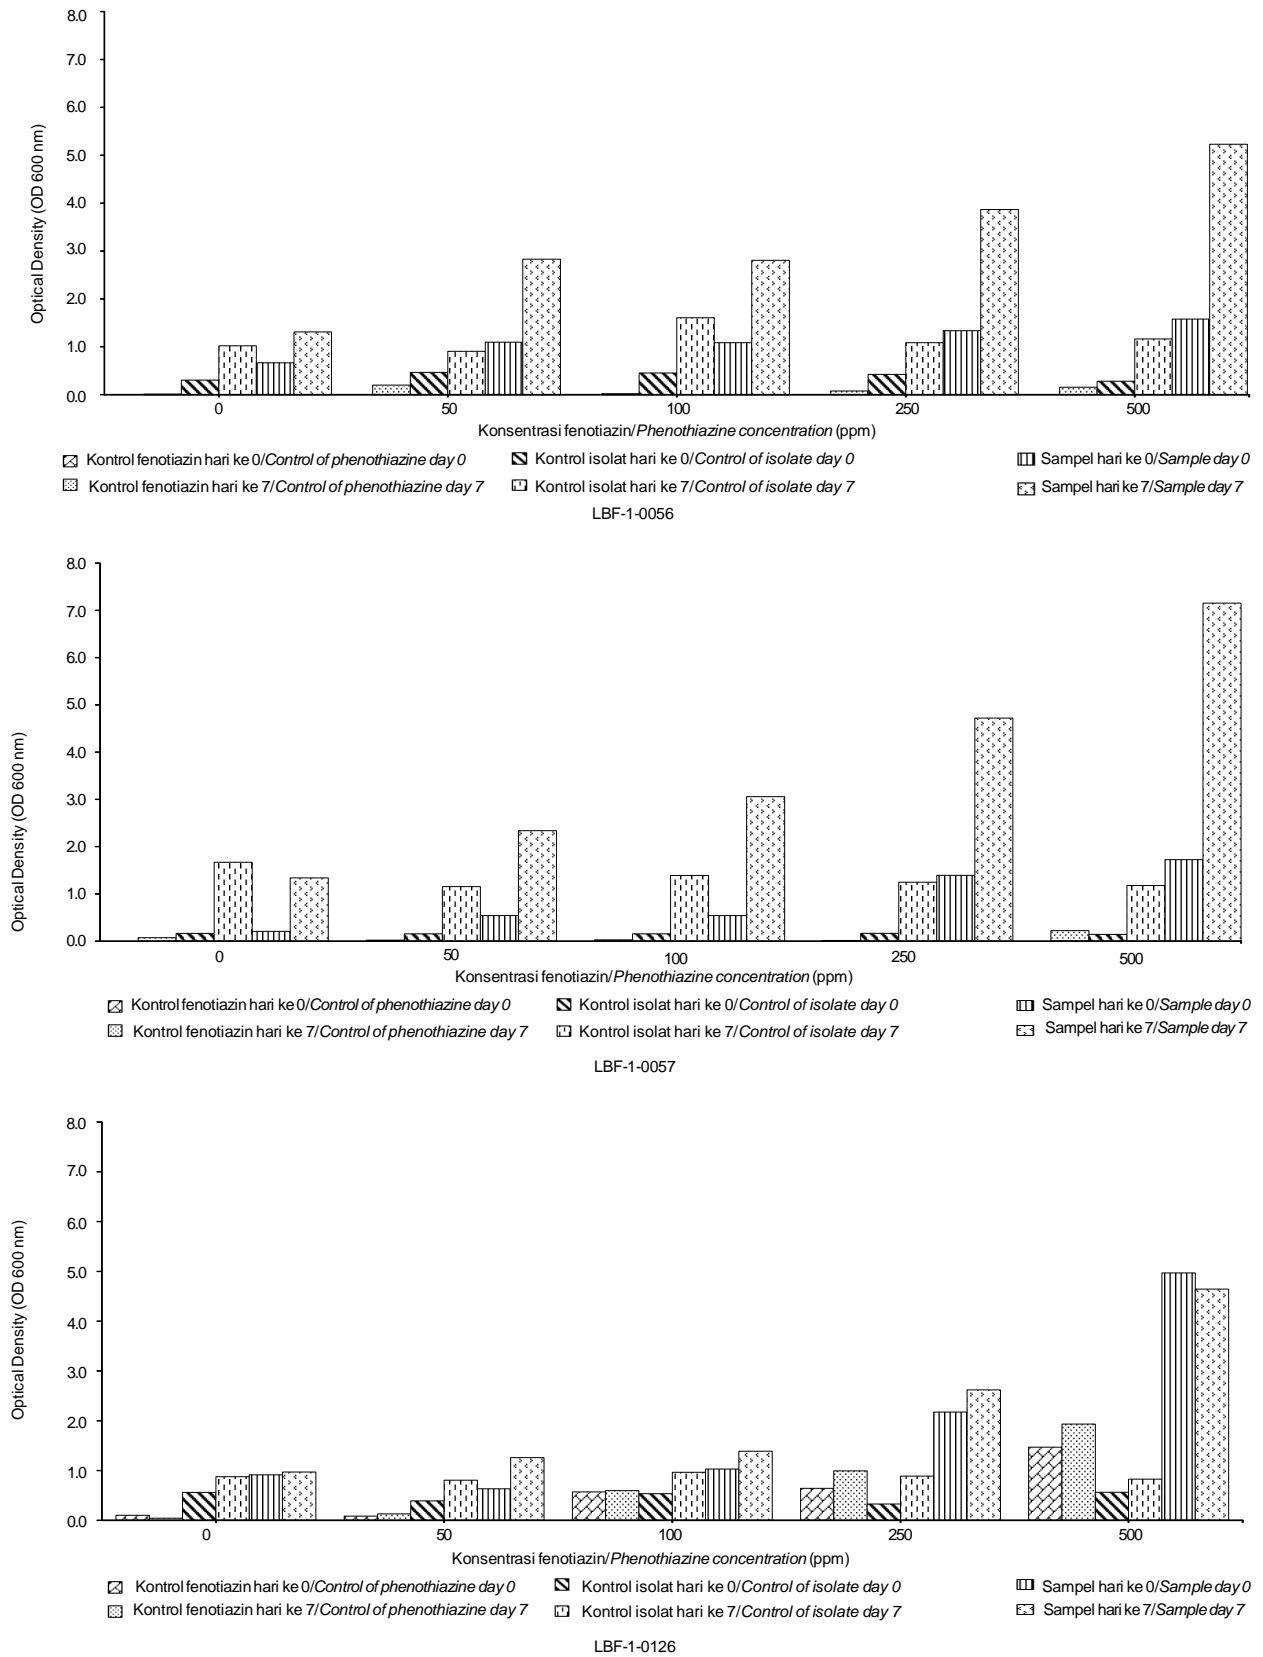 8.0
7.0
6.0
5.0
4.0
3.0
2.0
1.0
0.0
Optical Density (OD 600 nm)
0 50 100 250 500
Konsentrasi fenotiazin/Phenothiazine concentration (ppm)
Kontrol fenotiazin hari ke 0/Control of phenothiazine day 0 Kontrol isolat hari ke 0/Control of isolate day 0 Sampel hari ke 0/Sample day 0
Kontrol fenotiazin hari ke 7/Control of phenothiazine day 7 Kontrol isolat hari ke 7/Control of isolate day 7 Sampel hari ke 7/Sample day 7
LBF-1-0056
8.0
7.0
6.0
5.0
4.0
3.0
2.0
1.0
0.0
Optical Density (OD 600 nm)
0 50 100 250 500
Konsentrasi fenotiazin/Phenothiazine concentration (ppm)
Kontrol fenotiazin hari ke 0/Control of phenothiazine day 0 Kontrol isolat hari ke 0/Control of isolate day 0 Sampel hari ke 0/Sample day 0
Kontrol fenotiazin hari ke 7/Control of phenothiazine day 7 Kontrol isolat hari ke 7/Control of isolate day 7 Sampel hari ke 7/Sample day 7
LBF-1-0057
8.0
7.0
6.0
5.0
4.0
3.0
2.0
1.0
0.0
Optical Density (OD 600 nm)
0 50 100 250 500
Konsentrasi fenotiazin/Phenothiazine concentration (ppm)
Kontrol fenotiazin hari ke 0/Control of phenothiazine day 0 Kontrol isolat hari ke 0/Control of isolate day 0 Sampel hari ke 0/Sample day 0
Kontrol fenotiazin hari ke 7/Control of phenothiazine day 7 Kontrol isolat hari ke 7/Control of isolate day 7 Sampel hari ke 7/Sample day 7
LBF-1-0126